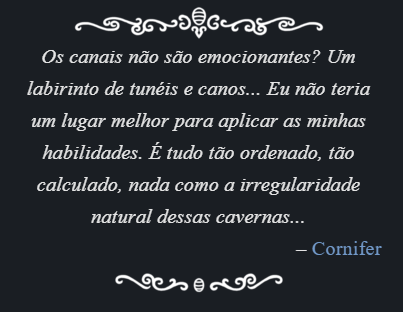 Os canais não são emocionantes? Um
labirinto de tunéis e canos... Eu não teria
um lugar melhor para aplicar as minhas
habilidades. É tudo tão ordenado, tão
calculado, nada como a irregularidade
natural dessas cavernas...
– Cornifer